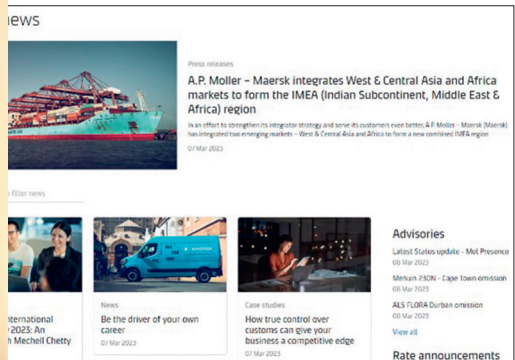 news
Press releases
A.P. Moller – Maersk integrates West & Central Asia and Africa
markets to form the IMEA (Indian Subcontinent, Middle East &
Africa) region
In an effort to strengthen its integrator strategy and serve its customers even better, A.P. Moller – Maersk (Maersk)
has integrated two emerging markets – West & Central Asia and Africa to form a new combined IMEA region
07 Mar 2023
filter news
International
2023: An
Mechell Chetty
News
Be the driver of your own
career
07 Mar 2023
Case studies
How true control over
customs can give your
business a competitive edge
07 Mar 2023
Advisories
Latest Status update - Mol Presence
08 Mar 2023
230N - Cape Town omission
08 Mar 2023
ALS FLORA Durban omission
08 Mar 2023
View all
Rate announcements